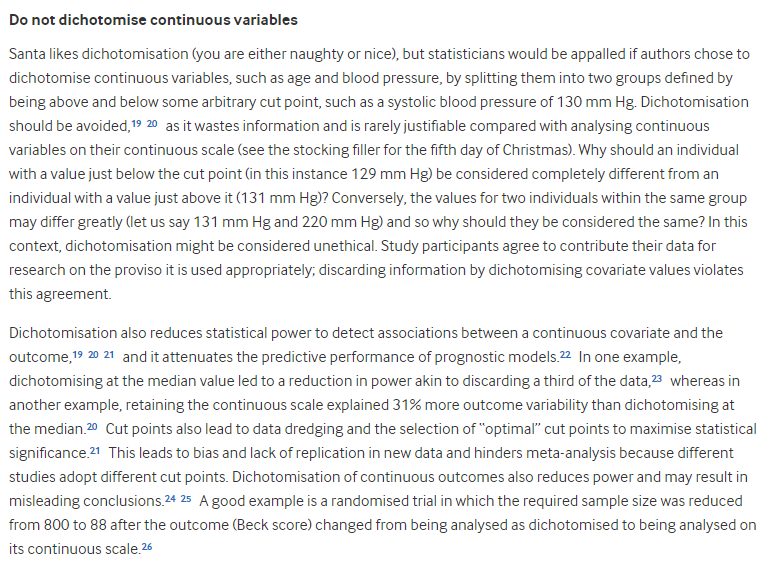 Do not dichotomise continuous variables
Santa likes dichotomisation (you are either naughty or nice), but statisticians would be appalled if authors chose to
dichotomise continuous variables, such as age and blood pressure, by splitting them into two groups defined by
being above and below some arbitrary cut point, such as a systolic blood pressure of 130 mm Hg. Dichotomisation
should be avoided,19 20 as it wastes information and is rarely justifiable compared with analysing continuous
variables on their continuous scale (see the stocking filler for the fifth day of Christmas). Why should an individual
with a value just below the cut point (in this instance 129 mm Hg) be considered completely different from an
individual with a value just above it (131 mm Hg)? Conversely, the values for two individuals within the same group
may differ greatly (let us say 131 mm Hg and 220 mm Hg) and so why should they be considered the same? In this
context, dichotomisation might be considered unethical. Study participants agree to contribute their data for
research on the proviso it is used appropriately; discarding information by dichotomising covariate values violates
this agreement.
Dichotomisation also reduces statistical power to detect associations between a continuous covariate and the
outcome,19 20 21 and it attenuates the predictive performance of prognostic models.22 In one example,
dichotomising at the median value led to a reduction in power akin to discarding a third of the data,23 whereas in
another example, retaining the continuous scale explained 31% more outcome variability than dichotomising at
the median.20 Cut points also lead to data dredging and the selection of "optimal" cut points to maximise statistical
significance.21 This leads to bias and lack of replication in new data and hinders meta-analysis because different
studies adopt different cut points. Dichotomisation of continuous outcomes also reduces power and may result in
misleading conclusions.24 25 A good example is a randomised trial in which the required sample size was reduced
from 800 to 88 after the outcome (Beck score) changed from being analysed as dichotomised to being analysed on
its continuous scale.26